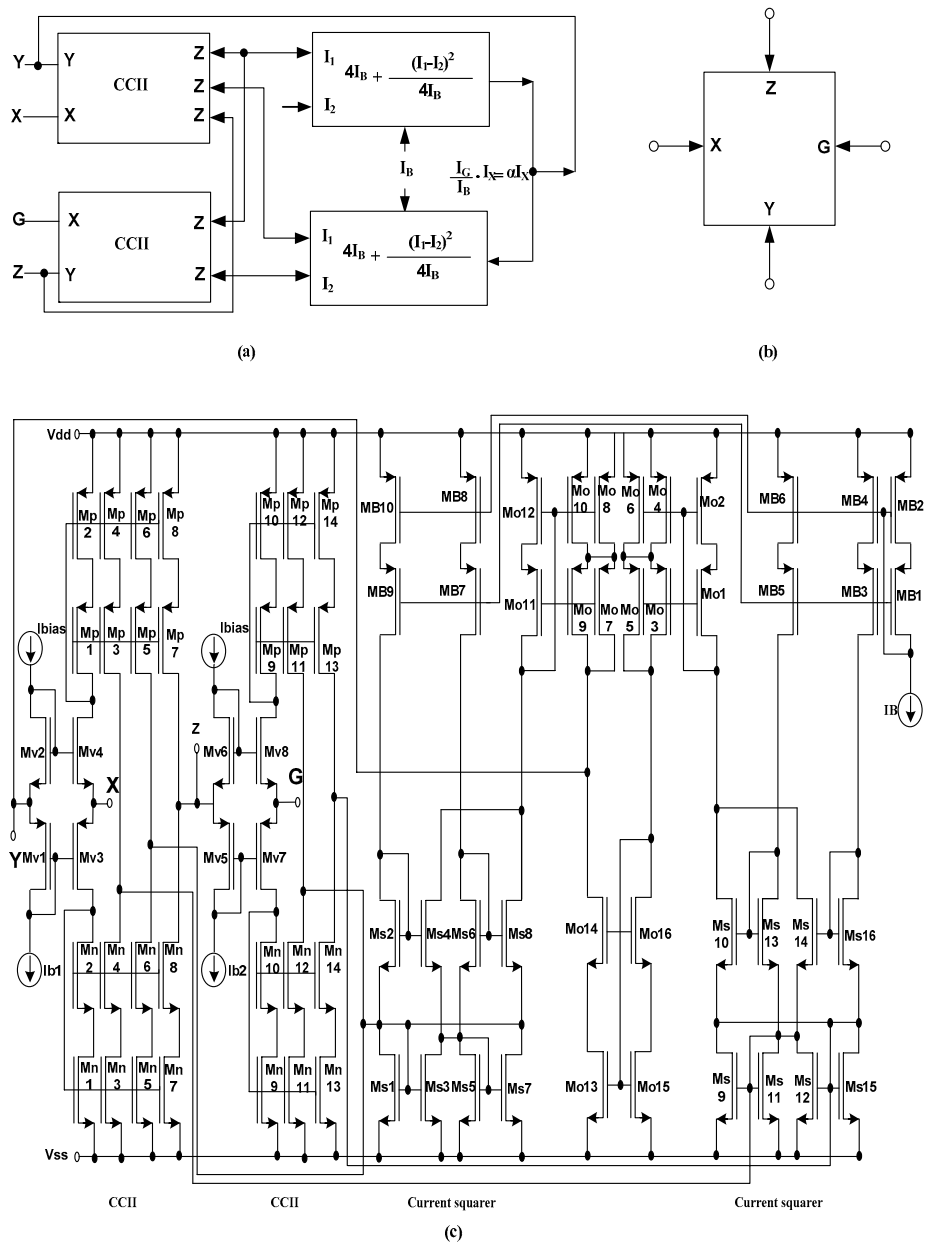 Y
Y
CCII
Z
Z
Z
X
X
I1
4IB + (I1-I2)^2 / 4IB
I2
IB
IG/IB · IX= αIX
G
X
CCII
Z
Z
Y
Z
I1
4IB + (I1-I2)^2 / 4IB
I2
(a)
Z
X
G
Y
(b)
Vdd
Mp 2
Mp 4
Mp 6
Mp 8
Mp 10
Mp 12
Mp 14
MB10
MB8
Mo12
Mo 10
Mo 8
Mo 6
Mo 4
Mo2
MB6
MB4
MB2
Mp 1
Mp 3
Mp 5
Mp 7
Mp 9
Mp 11
Mp 13
MB9
MB7
Mo11
Mo 9
Mo 7
Mo 5
Mo 3
Mo1
MB5
MB3
MB1
Ibias
Ibias
IB
Mv2
Mv4
Z
Mv6
Mv8
X
G
Y
Mv1
Mv3
Mv5
Mv7
Ib1
Mn 2
Mn 4
Mn 6
Mn 8
Ib2
Mn 10
Mn 12
Mn 14
Ms2
Ms4
Ms6
Ms8
Mo14
Mo16
Ms 10
Ms 13
Ms 14
Ms16
Mn 1
Mn 3
Mn 5
Mn 7
Mn 9
Mn 11
Mn 13
Ms1
Ms3
Ms5
Ms7
Mo13
Mo15
Ms 9
Ms 11
Ms 12
Ms15
Vss
CCII
CCII
Current squarer
Current squarer
(c)